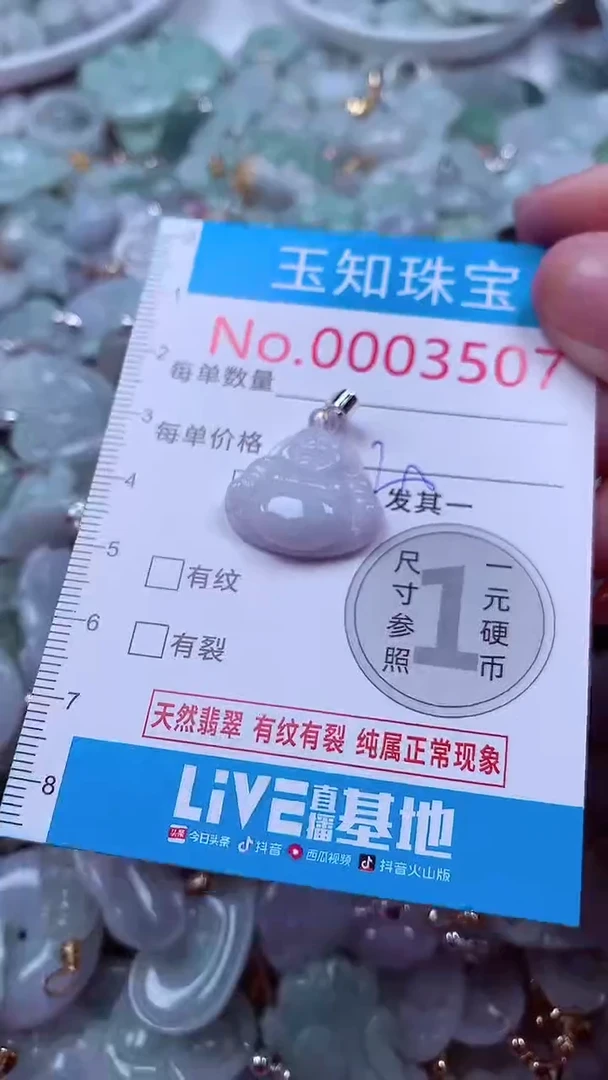 玉知珠宝
No.0003507
1
2
每单数量
3
每单价格
4
发其一
5
有纹
6
有裂
尺寸参照
1
一元硬币
7
天然翡翠 有纹有裂 纯属正常现象
8
LiVE直播基地
头条 今日头条 抖音 西瓜视频 抖音火山版